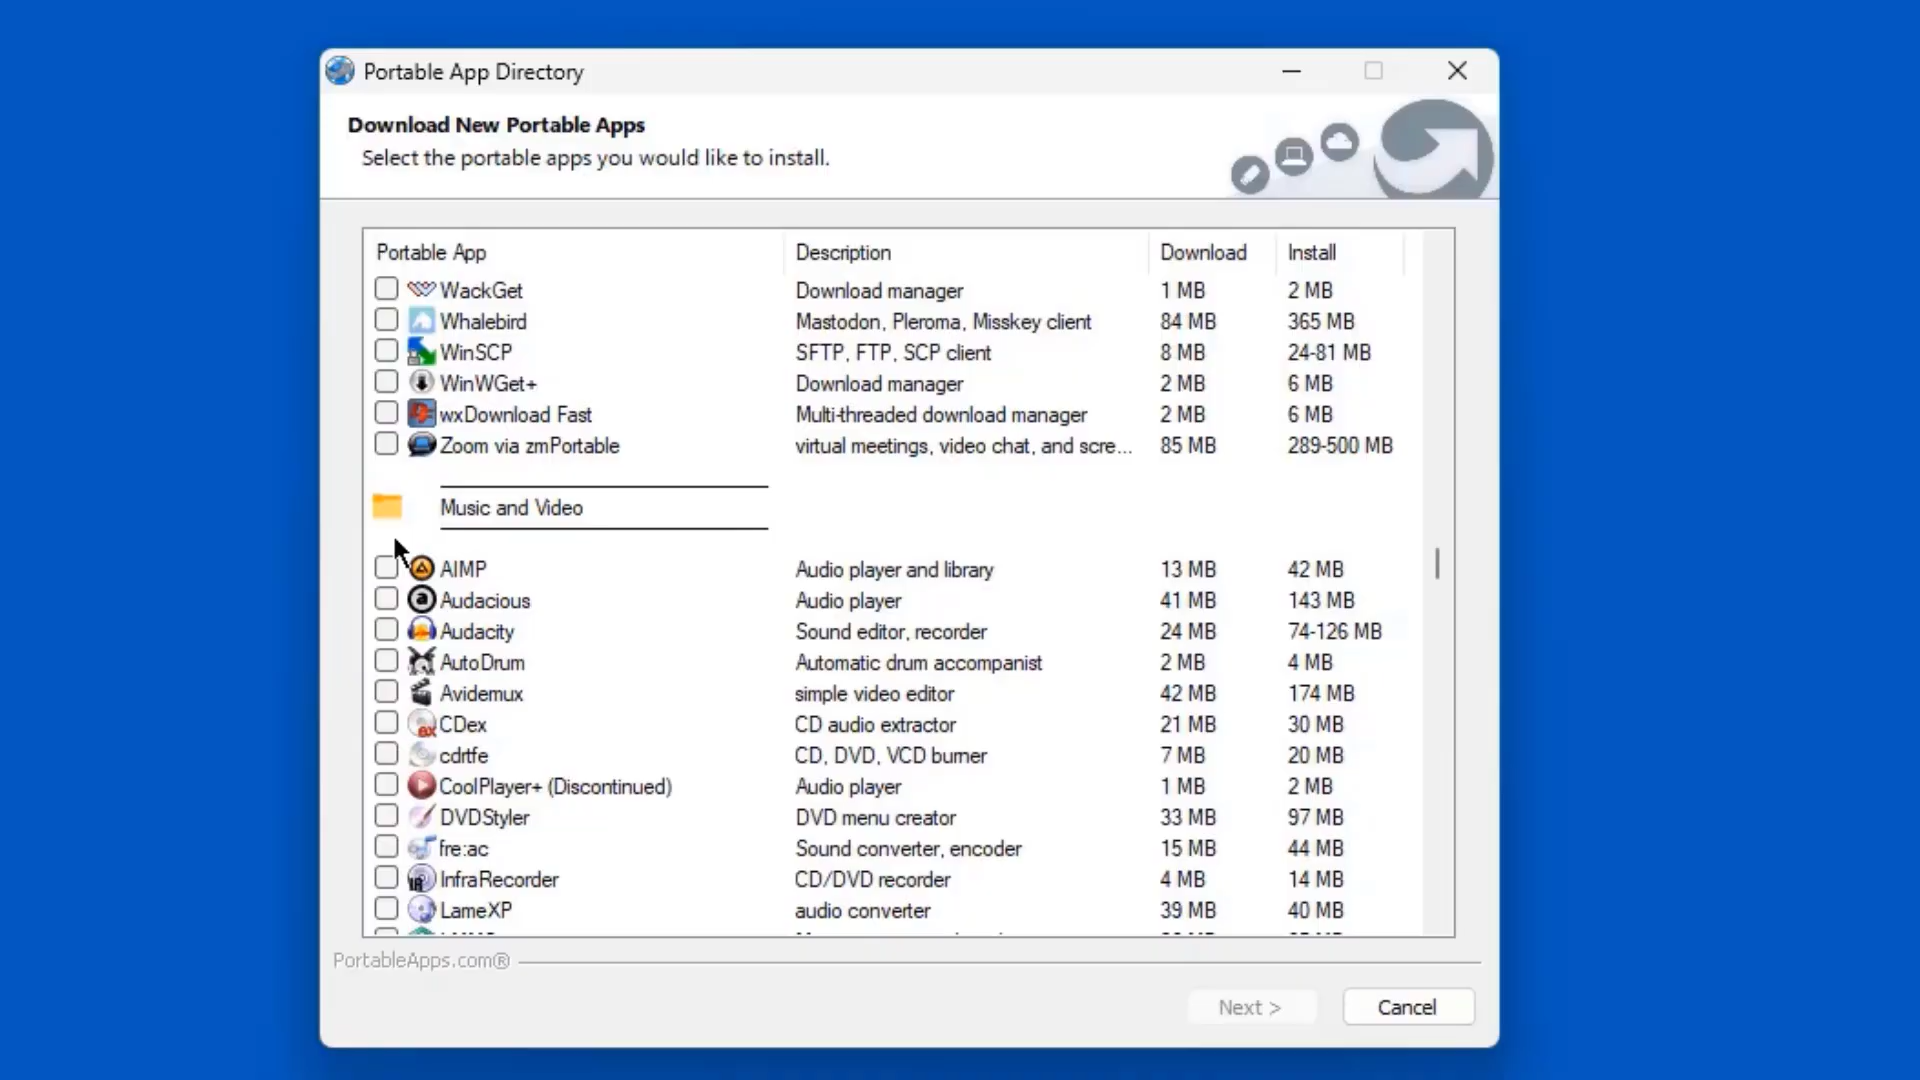 Portable App Directory
Download New Portable Apps
Select the portable apps you would like to install.
Portable App Description Download Install
WackGet Download manager 1 MB 2 MB
Whalebird Mastodon, Pleroma, Misskey client 84 MB 365 MB
WinSCP SFTP, FTP, SCP client 8 MB 24-81 MB
WinWGet+ Download manager 2 MB 6 MB
wxDownload Fast Multi-threaded download manager 2 MB 6 MB
Zoom via zmPortable virtual meetings, video chat, and scre... 85 MB 289-500 MB
Music and Video
AIMP Audio player and library 13 MB 42 MB
Audacious Audio player 41 MB 143 MB
Audacity Sound editor, recorder 24 MB 74-126 MB
AutoDrum Automatic drum accompanist 2 MB 4 MB
Avidemux simple video editor 42 MB 174 MB
CDex CD audio extractor 21 MB 30 MB
cdrtfe CD, DVD, VCD burner 7 MB 20 MB
CoolPlayer+ (Discontinued) Audio player 1 MB 2 MB
DVDStyler DVD menu creator 33 MB 97 MB
fre:ac Sound converter, encoder 15 MB 44 MB
InfraRecorder CD/DVD recorder 4 MB 14 MB
LameXP audio converter 39 MB 40 MB
PortableApps.com®
Next > Cancel